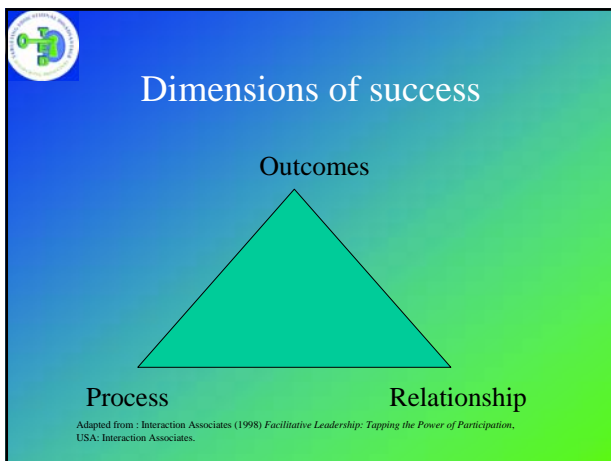 Dimensions of success
Outcomes
Process
Relationship
Adapted from : Interaction Associates (1998) Facilitative Leadership: Tapping the Power of Participation,
USA: Interaction Associates.